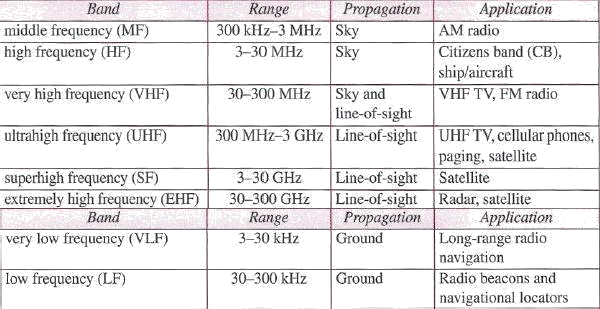 Band Range Propagation Application
middle frequency (MF) 300 kHz–3 MHz Sky AM radio
high frequency (HF) 3–30 MHz Sky Citizens band (CB),
ship/aircraft
very high frequency (VHF) 30–300 MHz Sky and VHF TV, FM radio
line-of-sight
ultrahigh frequency (UHF) 300 MHz–3 GHz Line-of-sight UHF TV, cellular phones,
paging, satellite
superhigh frequency (SF) 3–30 GHz Line-of-sight Satellite
extremely high frequency (EHF) 30–300 GHz Line-of-sight Radar, satellite
Band Range Propagation Application
very low frequency (VLF) 3–30 kHz Ground Long-range radio
navigation
low frequency (LF) 30–300 kHz Ground Radio beacons and
navigational locators